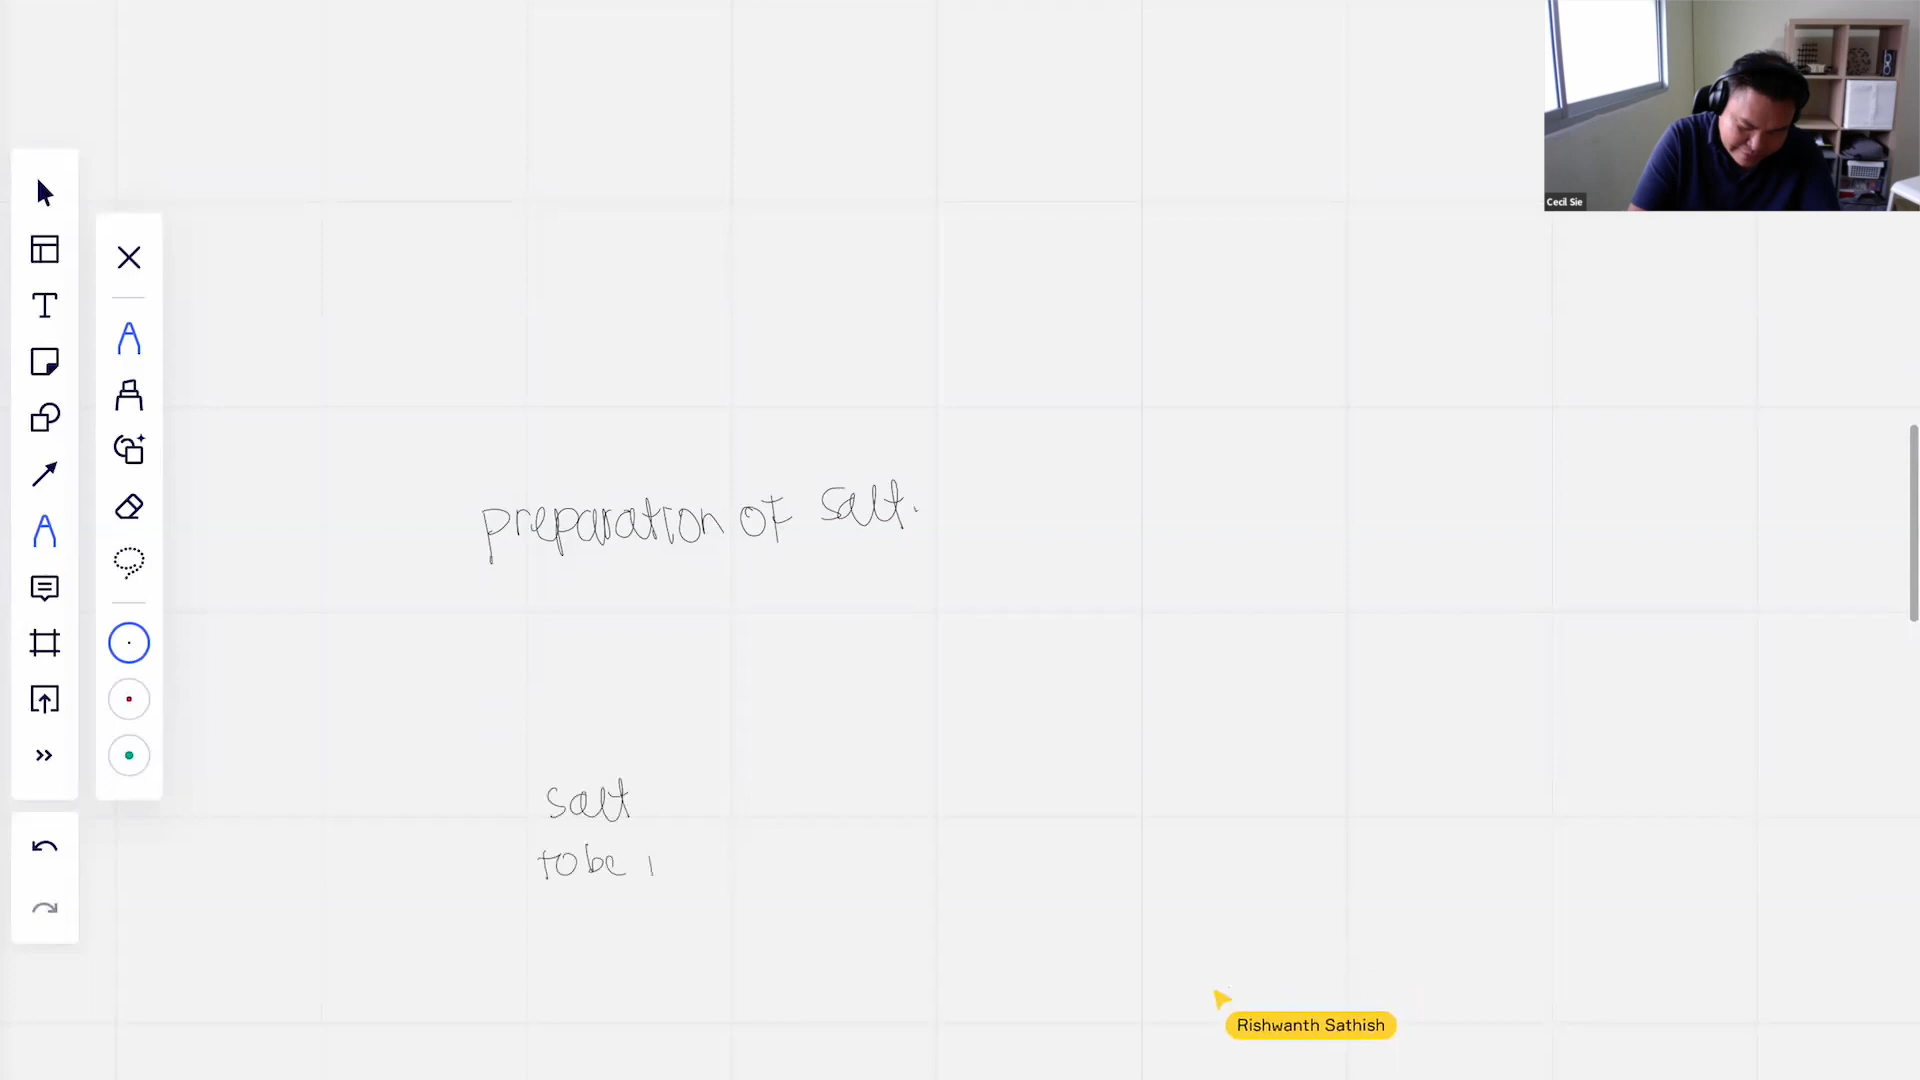 Cecil Sie
preparation of salt.
salt
to be
Rishwanth Sathish